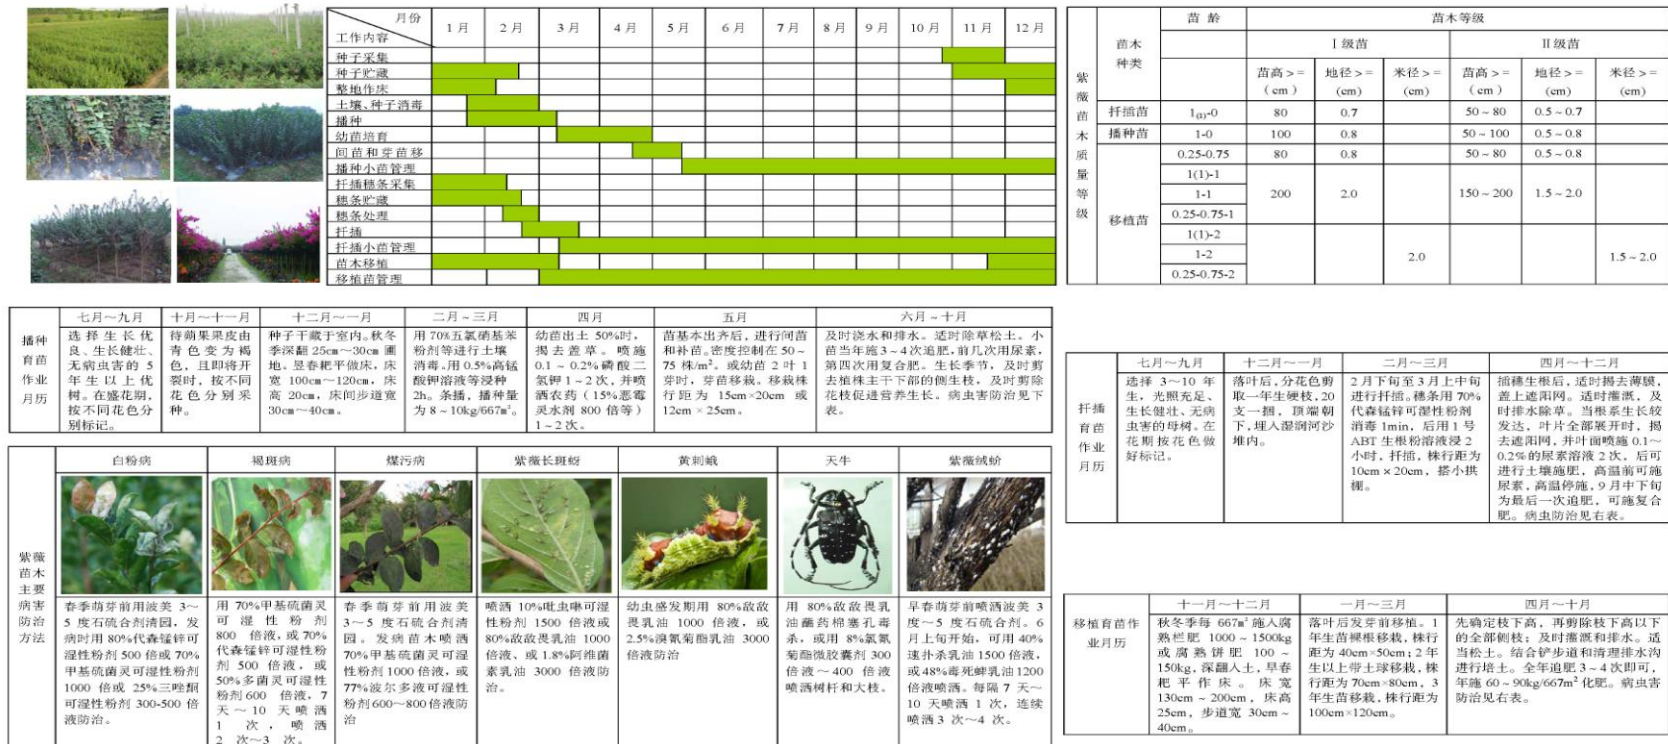 月份
工作内容
1月 2月 3月 4月 5月 6月 7月 8月 9月 10月 11月 12月
种子采集
种子贮藏
整地作床
土壤、种子消毒
播种
幼苗培育
间苗和芽苗移
播种小苗管理
扦插穗条采集
穗条贮藏
穗条处理
扦插
扦插小苗管理
苗木移植
移植苗管理
紫薇苗木质量等级
苗木种类
苗龄
苗木等级
I级苗 II级苗
苗高>=(cm) 地径>=(cm) 米径>=(cm) 苗高>=(cm) 地径>=(cm) 米径>=(cm)
扦插苗 1(1)-0 80 0.7 50~80 0.5~0.7
播种苗 1-0 100 0.8 50~100 0.5~0.8
移植苗
0.25-0.75 80 0.8 50~80 0.5~0.8
1(1)-1
1-1 200 2.0 150~200 1.5~2.0
0.25-0.75-1
1(1)-2
1-2 2.0 1.5~2.0
0.25-0.75-2
播种
育苗
作业
月历
七月~九月
选择生长优
良、生长健壮、
无病虫害的5
年生以上优
树。在盛花期,
按不同花色分
别标记。
十月~十一月
待蒴果果皮由
青色变为褐
色,且即将开
裂时,按不同
花色分别采
种。
十二月~一月
种子干藏于室内。秋冬
季深翻25cm~30cm圃
地。翌春耙平做床,床
宽100cm~120cm,床
高20cm,床间步道宽
30cm~40cm。
二月~三月
用70%五氯硝基苯
粉剂等进行土壤
消毒。用0.5%高锰
酸钾溶液等浸种
2h。条播,播种量
为8~10kg/667m²。
四月
幼苗出土50%时,
揭去盖草。喷施
0.1~0.2%磷酸二
氢钾1~2次,并喷
洒农药(15%恶霉
灵水剂800倍等)
1~2次。
五月
苗基本出齐后,进行间苗
和补苗。密度控制在50~
75株/m²。或幼苗2叶1
芽时,芽苗移栽。移栽株
行距为15cm×20cm或
12cm×25cm。
六月~十月
及时浇水和排水。适时除草松土。小
苗当年施3~4次追肥,前几次用尿素,
第四次用复合肥。生长季节,及时剪
去植株主干下部的侧生枝,及时剪除
花枝促进营养生长。病虫害防治见下
表。
扦插
育苗
作业
月历
七月~九月
选择3~10年
生,光照充足、
生长健壮、无病
虫害的母树。在
花期按花色做
好标记。
十二月~一月
落叶后,分花色剪
取一年生硬枝,20
支一捆,顶端朝
下,埋入湿润河沙
堆内。
二月~三月
2月下旬至3月上中旬
进行扦插。穗条用70%
代森锰锌可湿性粉剂
消毒1min,后用1号
ABT生根粉溶液浸2
小时,扦插,株行距为
10cm×20cm,搭小拱
棚。
四月~十二月
插穗生根后,适时揭去薄膜,
盖上遮阳网。适时灌溉,及
时排水除草。当根系生长较
发达,叶片全部展开时,揭
去遮阳网,并叶面喷施0.1~
0.2%的尿素溶液2次,后可
进行土壤施肥,高温前可施
尿素,高温停施,9月中下旬
为最后一次追肥,可施复合
肥。病虫防治见右表。
紫薇
苗木
主要
病害
防治
方法
白粉病
春季萌芽前用波美3~
5度石硫合剂清园,发
病时用80%代森锰锌可
湿性粉剂500倍或70%
甲基硫菌灵可湿性粉剂
1000倍或25%三唑酮
可湿性粉剂300-500倍
液防治。
褐斑病
用70%甲基硫菌灵
可湿性粉剂
800倍液,或70%
代森锰锌可湿性粉
剂500倍液,或
50%多菌灵可湿性
粉剂600倍液,7
天~10天喷洒
1次,喷洒
2次~3次。
煤污病
春季萌芽前用波美
3~5度石硫合剂清
园。发病苗木喷洒
70%甲基硫菌灵可湿
性粉剂1000倍液,或
77%波尔多液可湿性
粉剂600~800倍液防
治
紫薇长斑蚜
喷洒10%吡虫啉可湿
性粉剂1500倍液或
80%敌敌畏乳油1000
倍液、或1.8%阿维菌
素乳油3000倍液防
治。
黄刺蛾
幼虫盛发期用80%敌敌
畏乳油1000倍液,或
2.5%溴氰菊酯乳油3000
倍液防治
天牛
用80%敌敌畏乳
油蘸药棉塞孔毒
杀,或用8%氯氰
菊酯微胶囊剂300
倍液~400倍液
喷洒树杆和大枝。
紫薇绒蚧
早春萌芽前喷洒波美3
度~5度石硫合剂。6
月上旬开始,可用40%
速扑杀乳油1500倍液,
或48%毒死蜱乳油1200
倍液喷洒。每隔7天~
10天喷洒1次,连续
喷洒3次~4次。
移植育苗作
业月历
十一月~十二月
秋冬季每667m²施入腐
熟栏肥1000~1500kg
或腐熟饼肥100~
150kg,深翻入土,早春
耙平作床。床宽
130cm~200cm,床高
25cm,步道宽30cm~
40cm。
一月~三月
落叶后发芽前移植。1
年生苗裸根移栽,株行
距为40cm×50cm;2年
生以上带土球移栽,株
行距为70cm×80cm,3
年生苗移栽,株行距为
100cm×120cm。
四月~十月
先确定枝下高,再剪除枝下高以下
的全部侧枝;及时灌溉和排水。适
当松土。结合铲步道和清理排水沟
进行培土。全年追肥3~4次即可,
年施60~90kg/667m²化肥。病虫害
防治见右表。